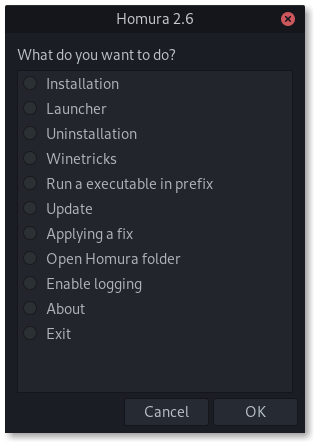 Homura 2.6
What do you want to do?
Installation
Launcher
Uninstallation
Winetricks
Run a executable in prefix
Update
Applying a fix
Open Homura folder
Enable logging
About
Exit
Cancel OK